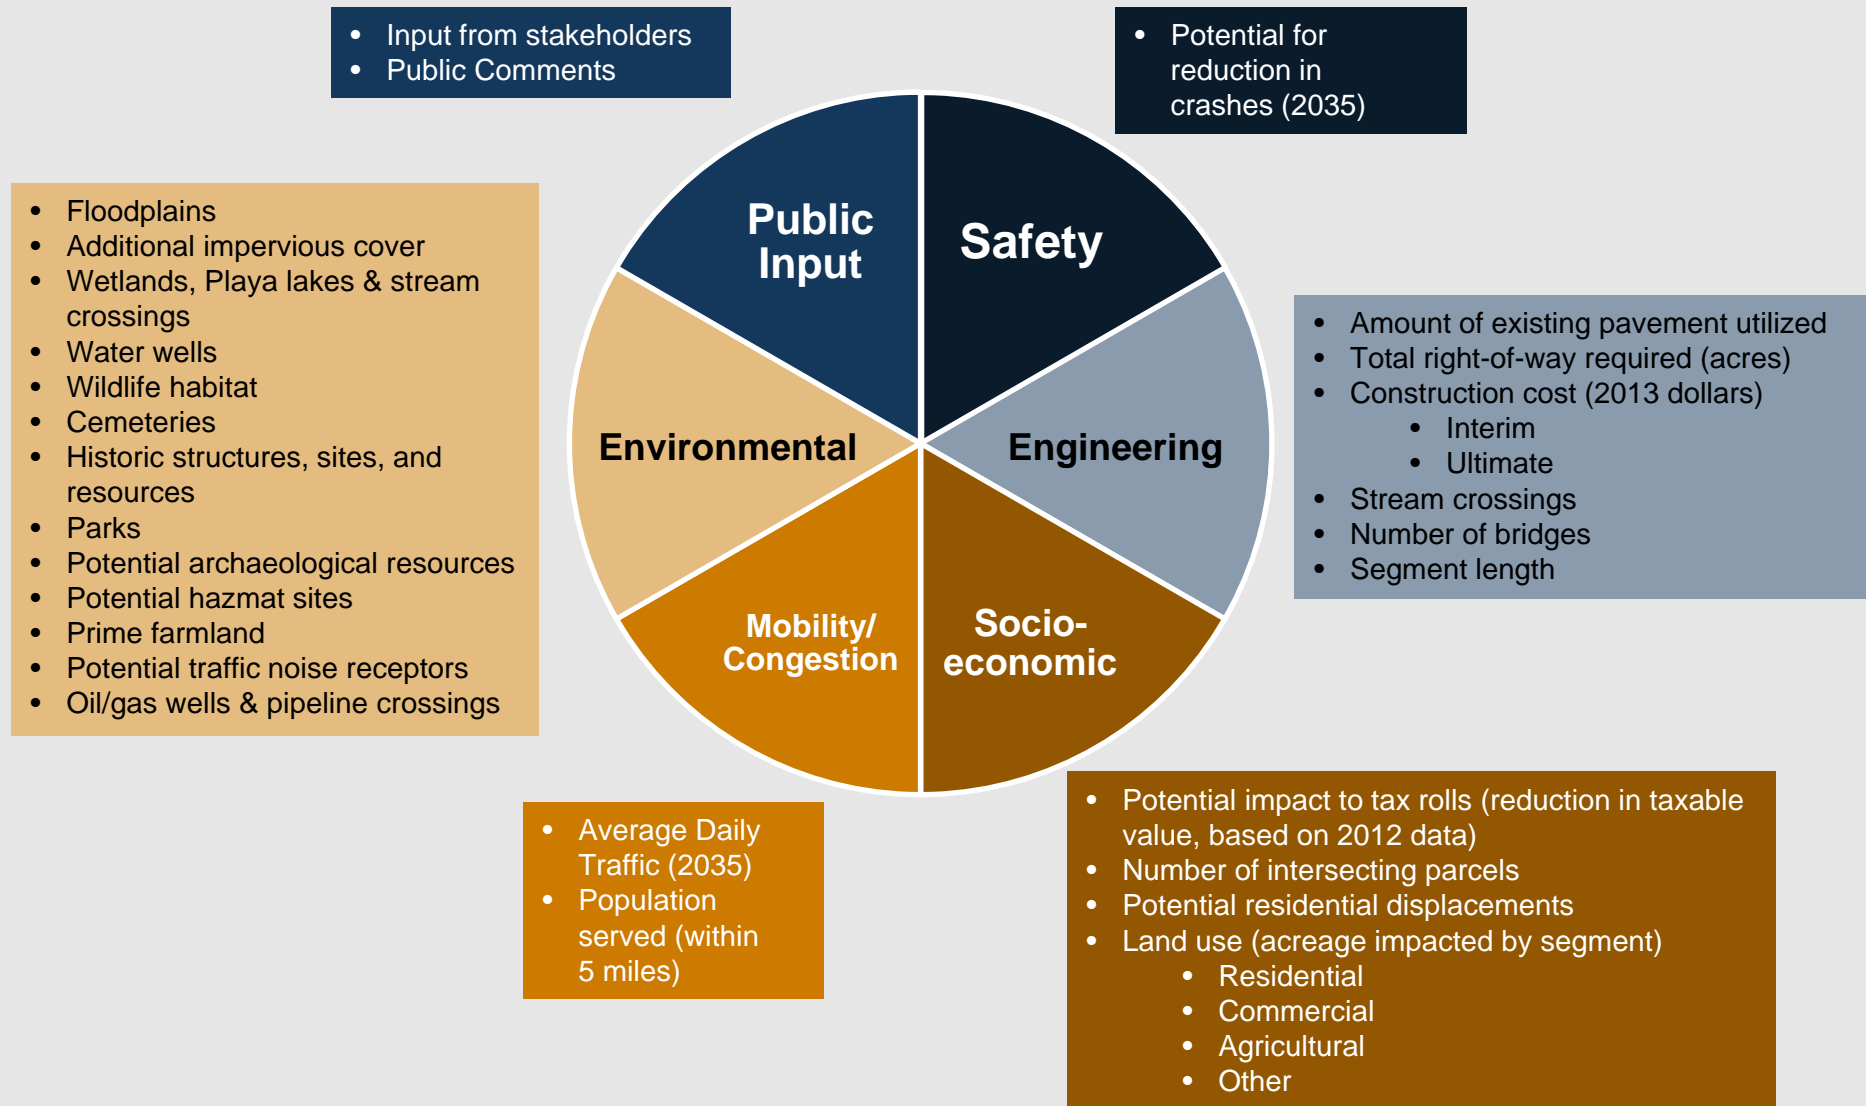 • Input from stakeholders
• Public Comments
• Potential for
reduction in
crashes (2035)
• Floodplains
• Additional impervious cover
• Wetlands, Playa lakes & stream
crossings
• Water wells
• Wildlife habitat
• Cemeteries
• Historic structures, sites, and
resources
• Parks
• Potential archaeological resources
• Potential hazmat sites
• Prime farmland
• Potential traffic noise receptors
• Oil/gas wells & pipeline crossings
Public
Input
Safety
Environmental
Engineering
Mobility/
Congestion
Socio-
economic
• Amount of existing pavement utilized
• Total right-of-way required (acres)
• Construction cost (2013 dollars)
• Interim
• Ultimate
• Stream crossings
• Number of bridges
• Segment length
• Average Daily
Traffic (2035)
• Population
served (within
5 miles)
• Potential impact to tax rolls (reduction in taxable
value, based on 2012 data)
• Number of intersecting parcels
• Potential residential displacements
• Land use (acreage impacted by segment)
• Residential
• Commercial
• Agricultural
• Other